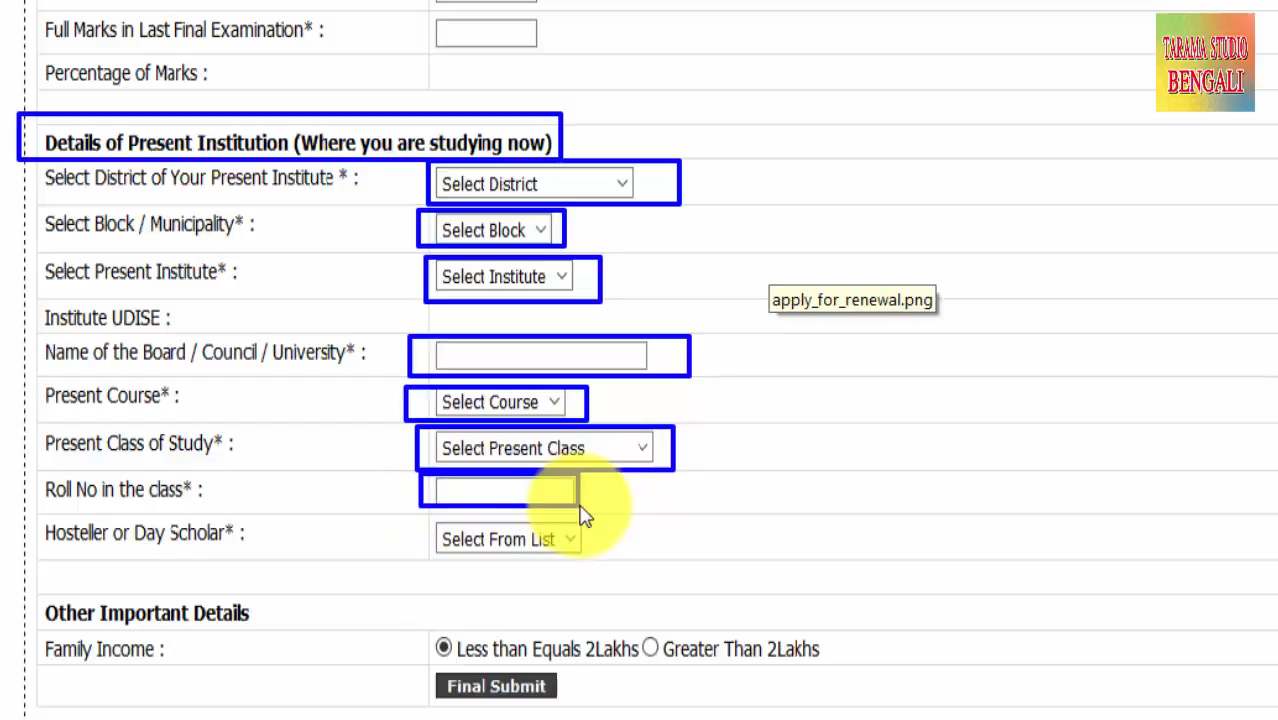 Full Marks in Last Final Examination* :
Percentage of Marks :
TARAMA STUDIO
BENGALI
Details of Present Institution (Where you are studying now)
Select District of Your Present Institute * : Select District
Select Block / Municipality* : Select Block
Select Present Institute* : Select Institute
apply_for_renewal.png
Institute UDISE :
Name of the Board / Council / University* :
Present Course* : Select Course
Present Class of Study* : Select Present Class
Roll No in the class* :
Hosteller or Day Scholar* : Select From List
Other Important Details
Family Income : Less than Equals 2Lakhs Greater Than 2Lakhs
Final Submit